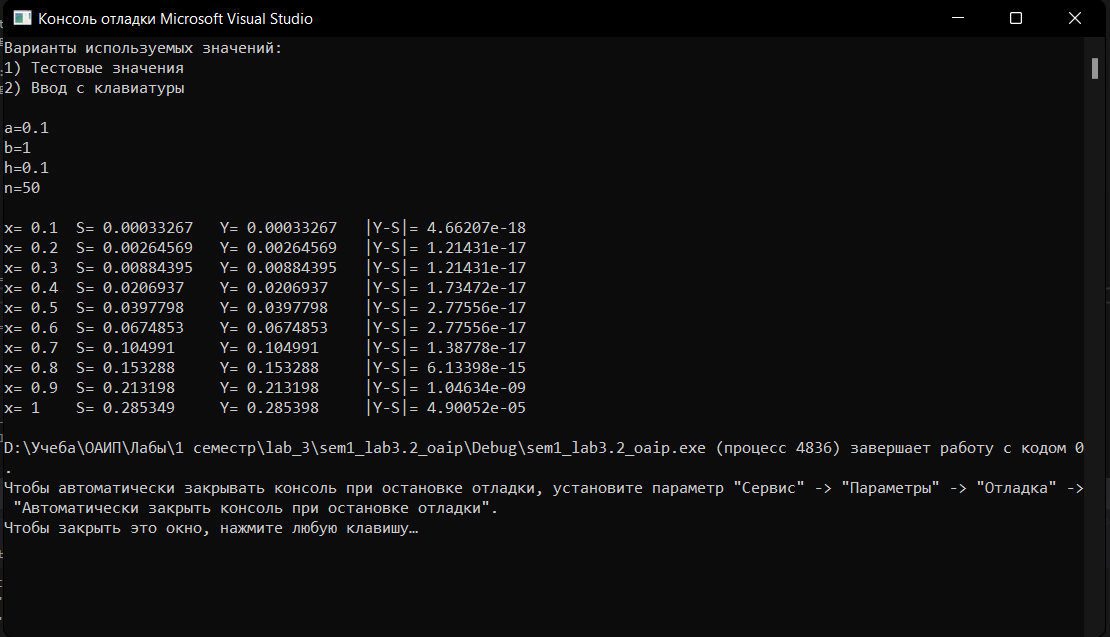 Консоль отладки Microsoft Visual Studio
Варианты используемых значений:
1) Тестовые значения
2) Ввод с клавиатуры
a=0.1
b=1
h=0.1
n=50
x= 0.1 S= 0.00033267 Y= 0.00033267 |Y-S|= 4.66207e-18
x= 0.2 S= 0.00264569 Y= 0.00264569 |Y-S|= 1.21431e-17
x= 0.3 S= 0.00884395 Y= 0.00884395 |Y-S|= 1.21431e-17
x= 0.4 S= 0.0206937 Y= 0.0206937 |Y-S|= 1.73472e-17
x= 0.5 S= 0.0397798 Y= 0.0397798 |Y-S|= 2.77556e-17
x= 0.6 S= 0.0674853 Y= 0.0674853 |Y-S|= 2.77556e-17
x= 0.7 S= 0.104991 Y= 0.104991 |Y-S|= 1.38778e-17
x= 0.8 S= 0.153288 Y= 0.153288 |Y-S|= 6.13398e-15
x= 0.9 S= 0.213198 Y= 0.213198 |Y-S|= 1.04634e-09
x= 1 S= 0.285349 Y= 0.285398 |Y-S|= 4.90052e-05
D:\Учеба\ОАИП\Лабы\1 семестр\lab_3\sem1_lab3.2_oaip\Debug\sem1_lab3.2_oaip.exe (процесс 4836) завершает работу с кодом 0
.
Чтобы автоматически закрывать консоль при остановке отладки, установите параметр "Сервис" -> "Параметры" -> "Отладка" ->
"Автоматически закрыть консоль при остановке отладки".
Чтобы закрыть это окно, нажмите любую клавишу…